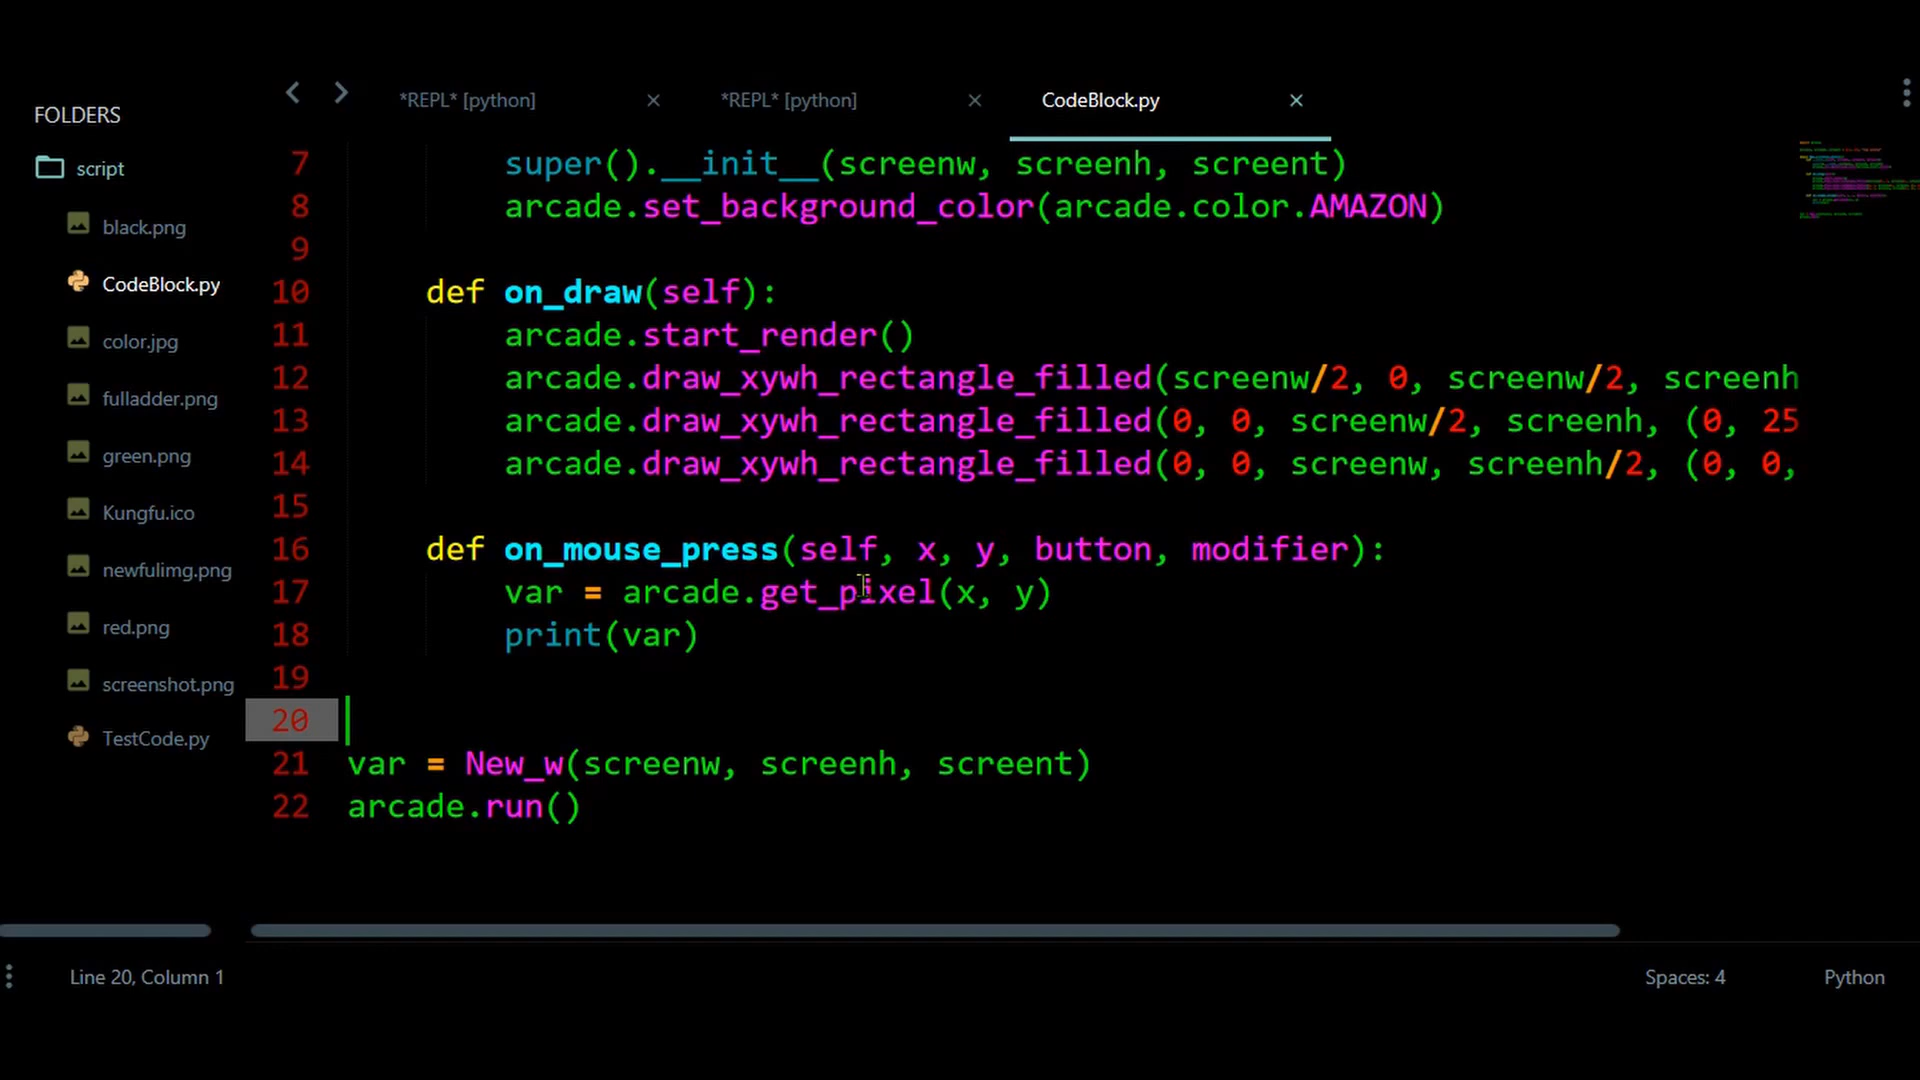 *REPL* [python]
*REPL* [python]
CodeBlock.py
FOLDERS
script
black.png
CodeBlock.py
color.jpg
fulladder.png
green.png
Kungfu.ico
newfulimg.png
red.png
screenshot.png
TestCode.py
7 super().__init__(screenw, screenh, screent)
8 arcade.set_background_color(arcade.color.AMAZON)
9
10 def on_draw(self):
11 arcade.start_render()
12 arcade.draw_xywh_rectangle_filled(screenw/2, 0, screenw/2, screenh
13 arcade.draw_xywh_rectangle_filled(0, 0, screenw/2, screenh, (0, 25
14 arcade.draw_xywh_rectangle_filled(0, 0, screenw, screenh/2, (0, 0,
15
16 def on_mouse_press(self, x, y, button, modifier):
17 var = arcade.get_pixel(x, y)
18 print(var)
19
20
21 var = New_w(screenw, screenh, screent)
22 arcade.run()
Line 20, Column 1
Spaces: 4
Python